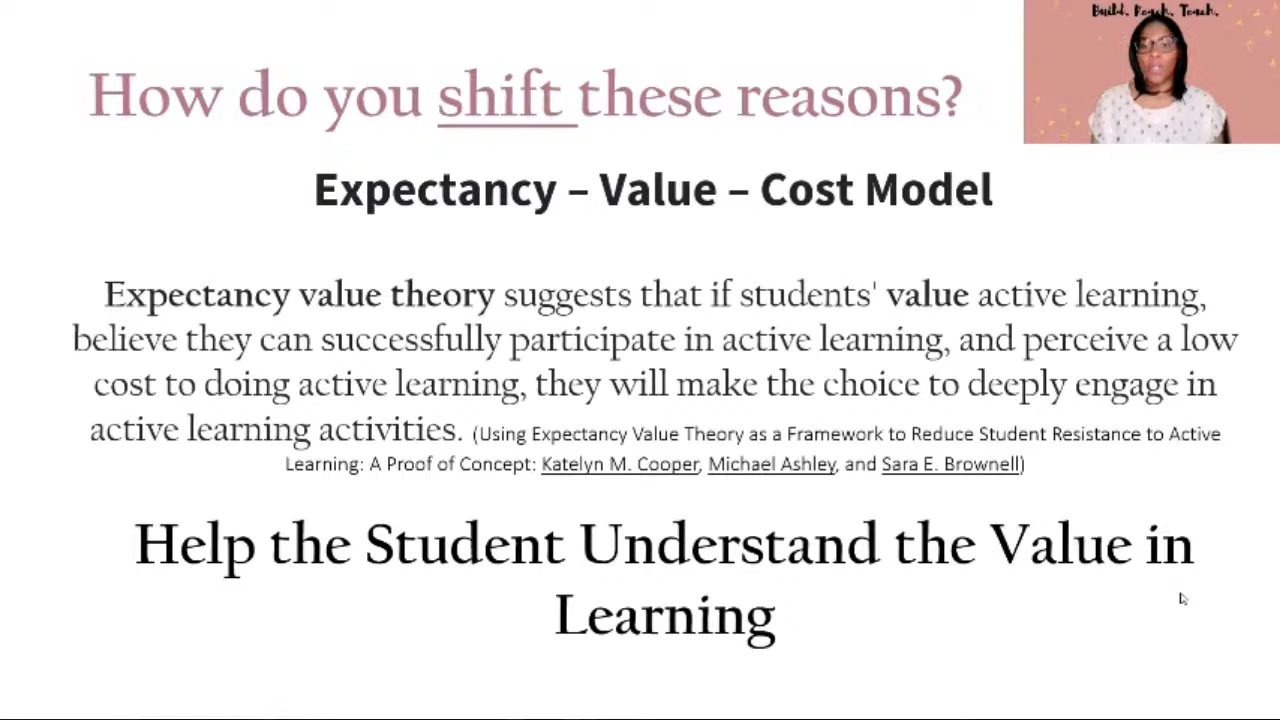 Build. Reach. Teach.
How do you shift these reasons?
Expectancy – Value – Cost Model
Expectancy value theory suggests that if students' value active learning,
believe they can successfully participate in active learning, and perceive a low
cost to doing active learning, they will make the choice to deeply engage in
active learning activities. (Using Expectancy Value Theory as a Framework to Reduce Student Resistance to Active
Learning: A Proof of Concept: Katelyn M. Cooper, Michael Ashley, and Sara E. Brownell)
Help the Student Understand the Value in
Learning